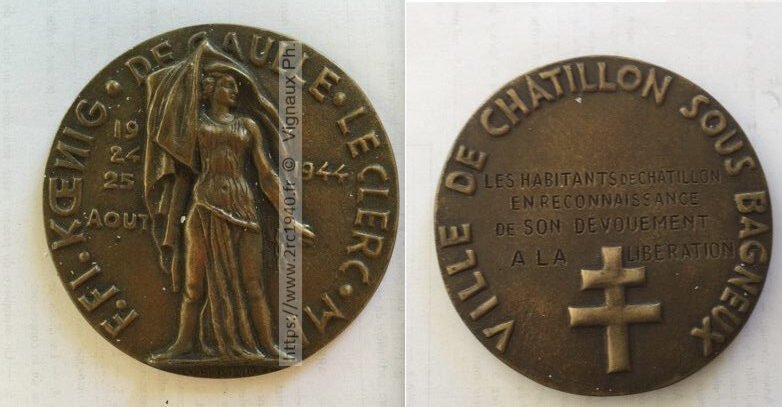 F.FI. KŒNIG • DE GAULLE • LECLERC • M
19
24
25
AOUT
1944
https://www.2rc1940.fr © Vignaux Ph.
VILLE DE CHATILLON SOUS BAGNEUX
LES HABITANTS DE CHATILLON
EN RECONNAISSANCE
DE SON DEVOUEMENT
A LA LIBERATION